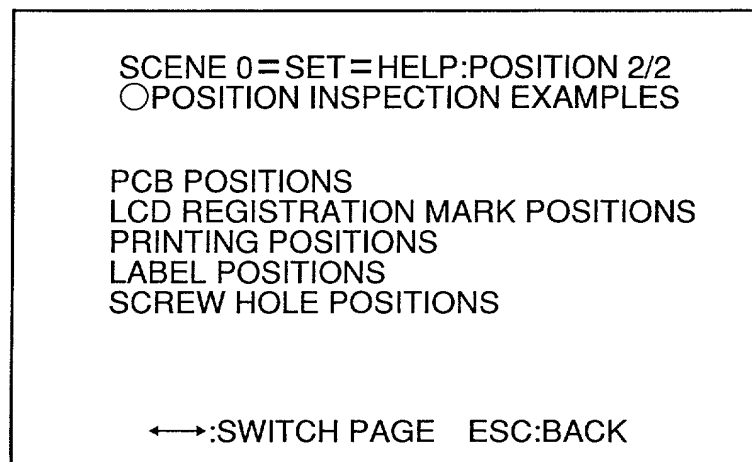 SCENE 0=SET=HELP:POSITION 2/2
○POSITION INSPECTION EXAMPLES
PCB POSITIONS
LCD REGISTRATION MARK POSITIONS
PRINTING POSITIONS
LABEL POSITIONS
SCREW HOLE POSITIONS
←→:SWITCH PAGE ESC:BACK